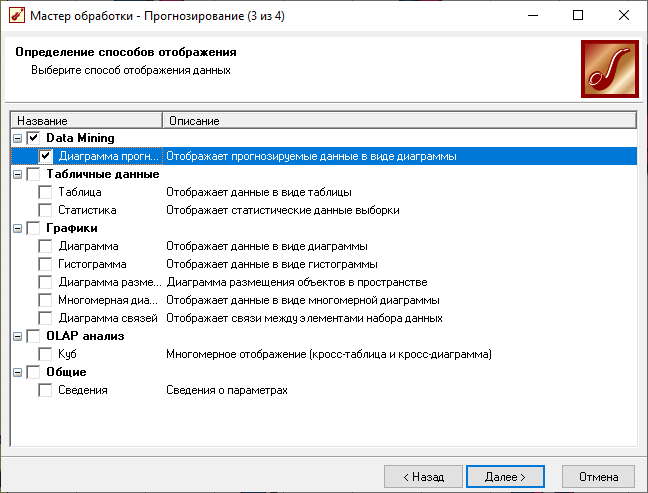 Мастер обработки - Прогнозирование (3 из 4)
Определение способов отображения
Выберите способ отображения данных
Название Описание
Data Mining
Диаграмма прогн... Отображает прогнозируемые данные в виде диаграммы
Табличные данные
Таблица Отображает данные в виде таблицы
Статистика Отображает статистические данные выборки
Графики
Диаграмма Отображает данные в виде диаграммы
Гистограмма Отображает данные в виде гистограммы
Диаграмма разме... Диаграмма размещения объектов в пространстве
Многомерная диа... Отображает данные в виде многомерной диаграммы
Диаграмма связей Отображает связи между элементами набора данных
OLAP анализ
Куб Многомерное отображение (кросс-таблица и кросс-диаграмма)
Общие
Сведения Сведения о параметрах
< Назад Далее > Отмена